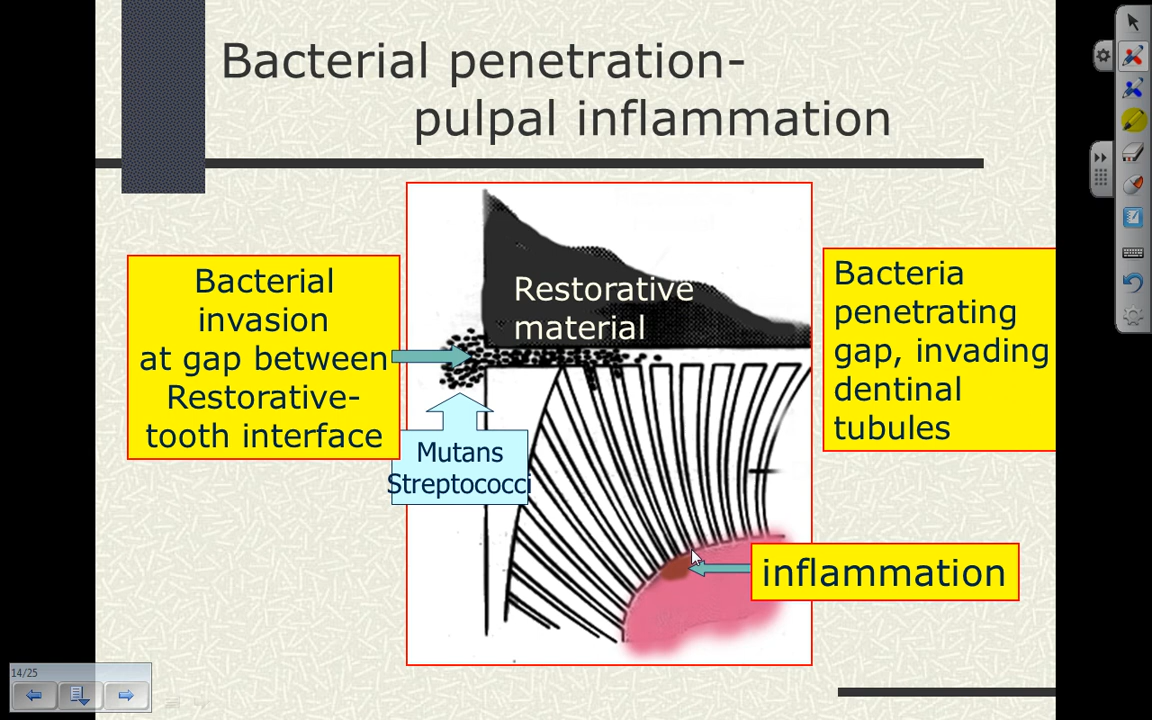 Bacterial penetration-
pulpal inflammation
Restorative
material
Bacterial
invasion
at gap between
Restorative-
tooth interface
Bacteria
penetrating
gap, invading
dentinal
tubules
Mutans
Streptococci
inflammation
14/25